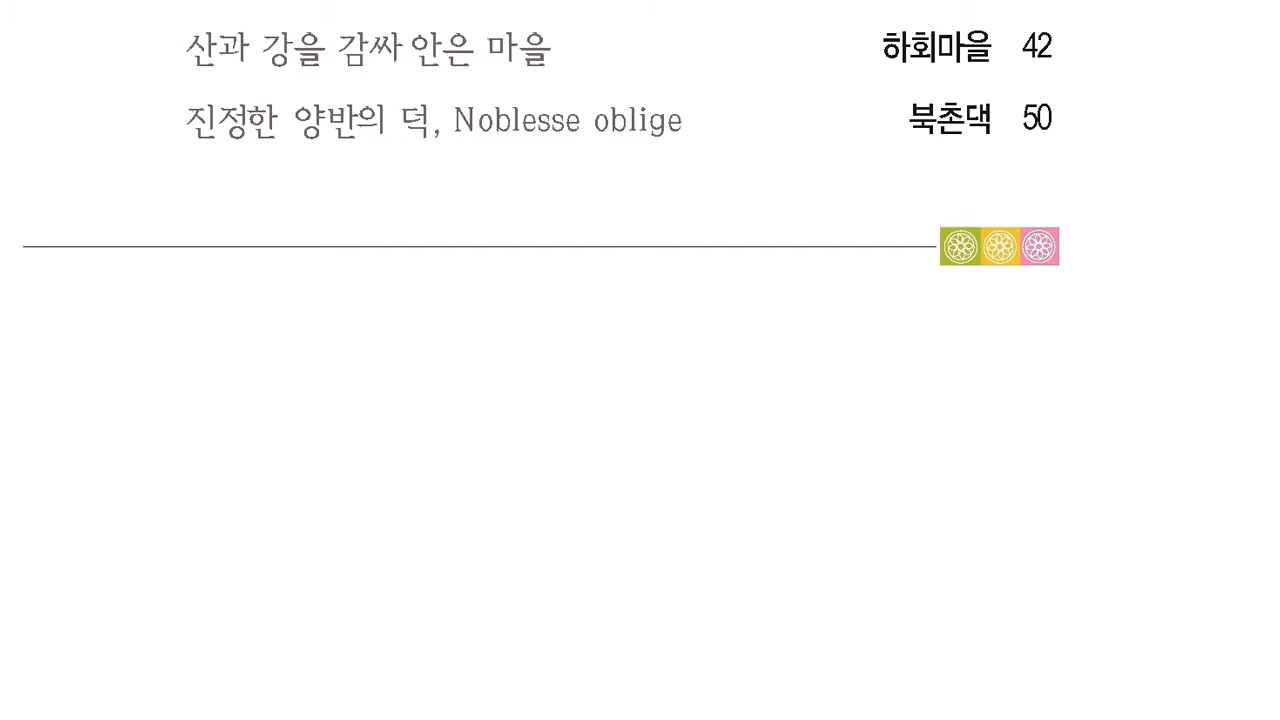 산과 강을 감싸 안은 마을 하회마을 42
진정한 양반의 덕, Noblesse oblige 북촌댁 50